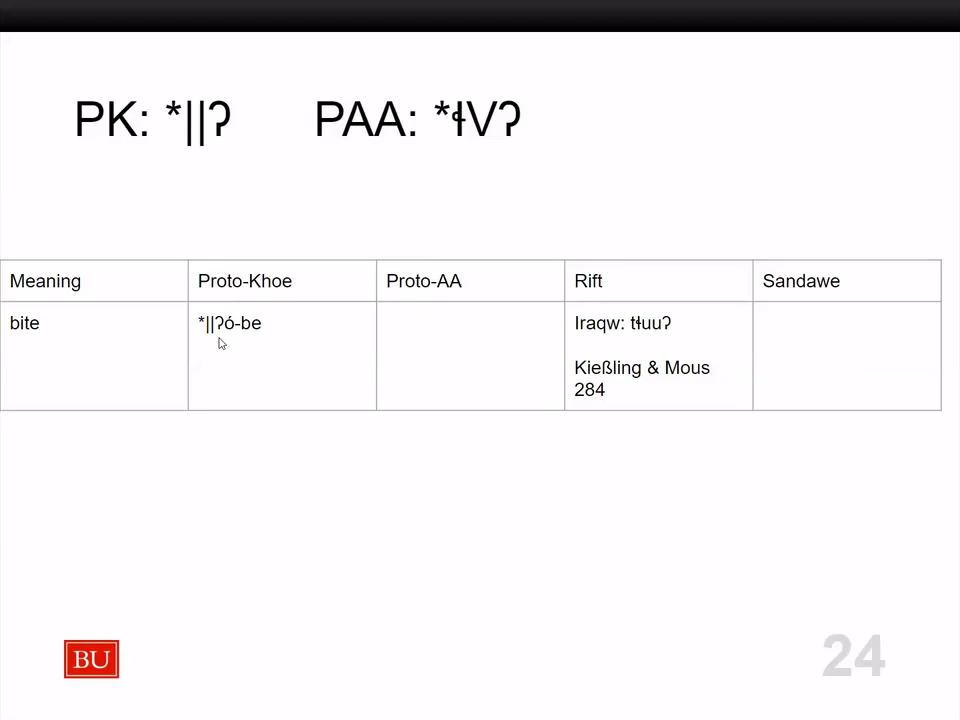 PK: *||ʔ PAA: *ɬVʔ
Meaning Proto-Khoe Proto-AA Rift Sandawe
bite *||ʔó-be Iraqw: tɬuuʔ
Kießling & Mous
284
BU
24